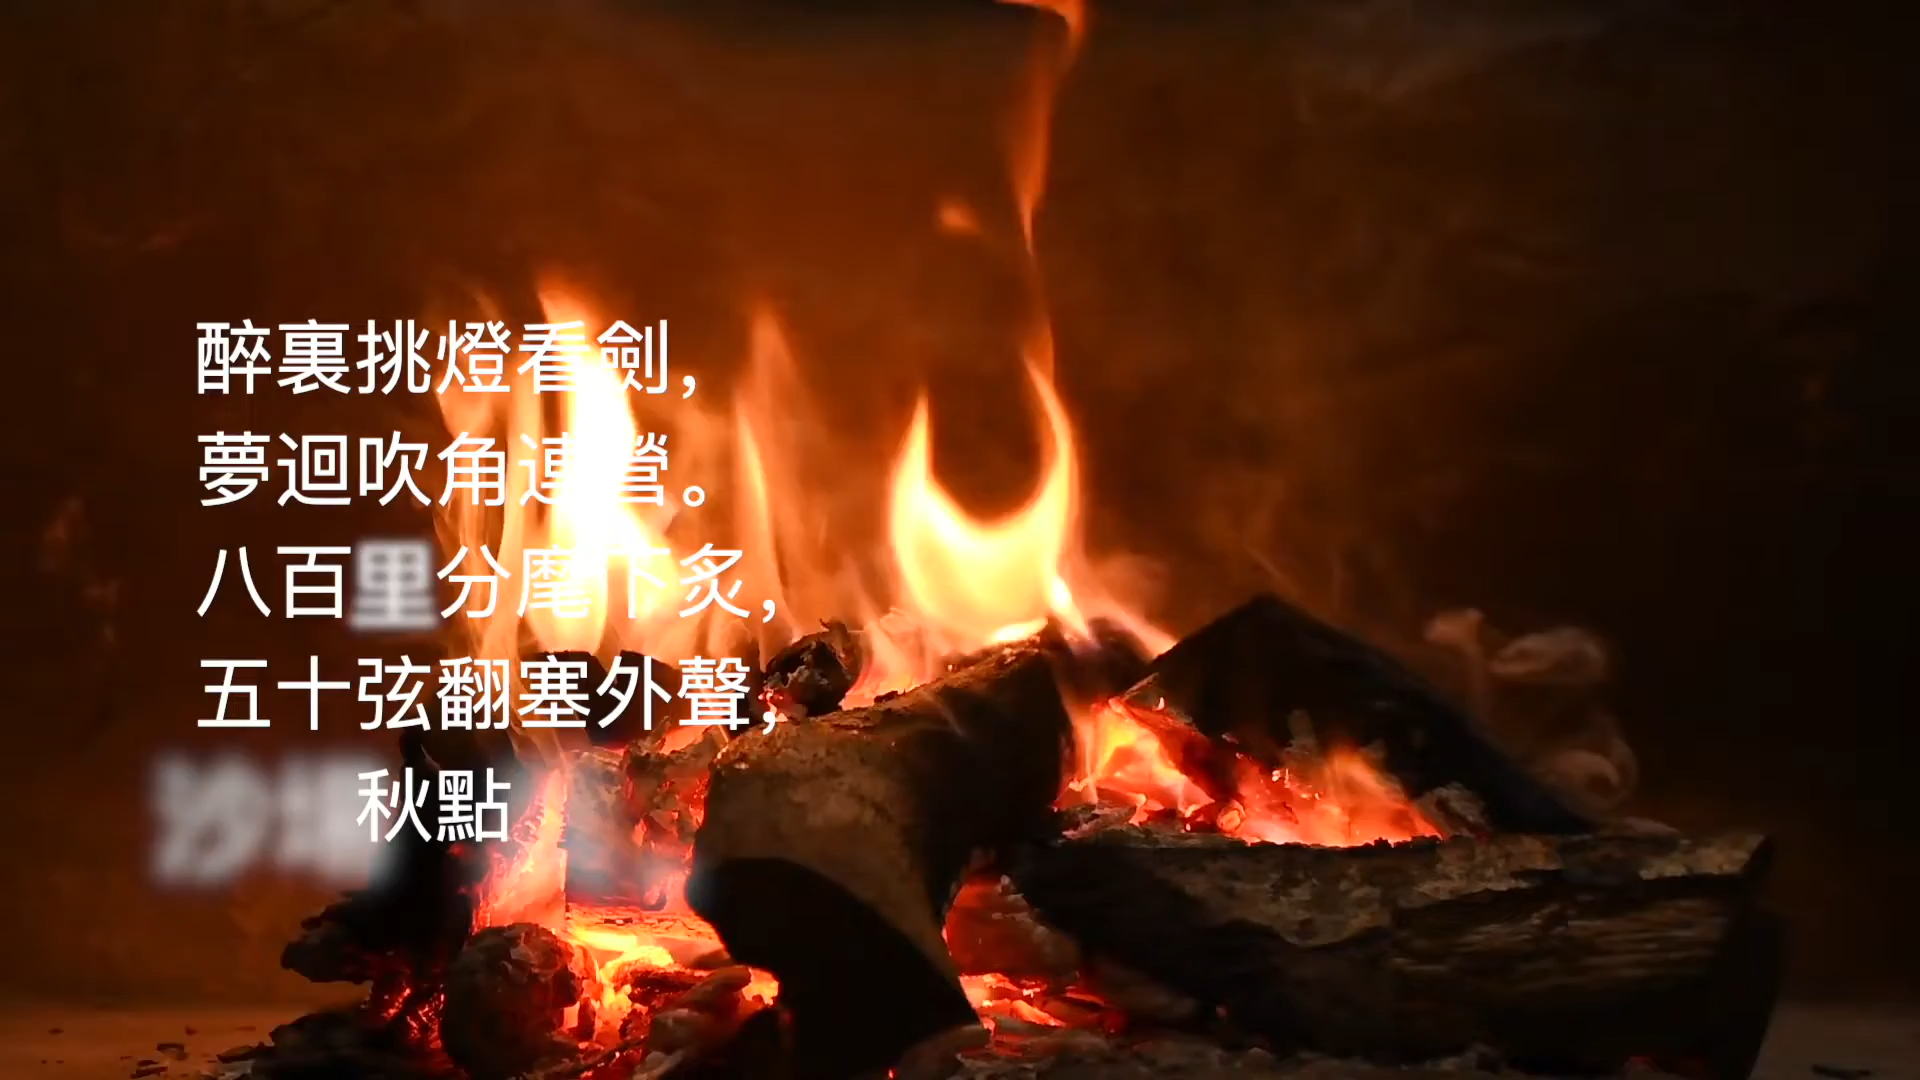 醉裏挑燈看劍,
夢迴吹角連營。
八百里分麾下炙,
五十弦翻塞外聲,
秋點